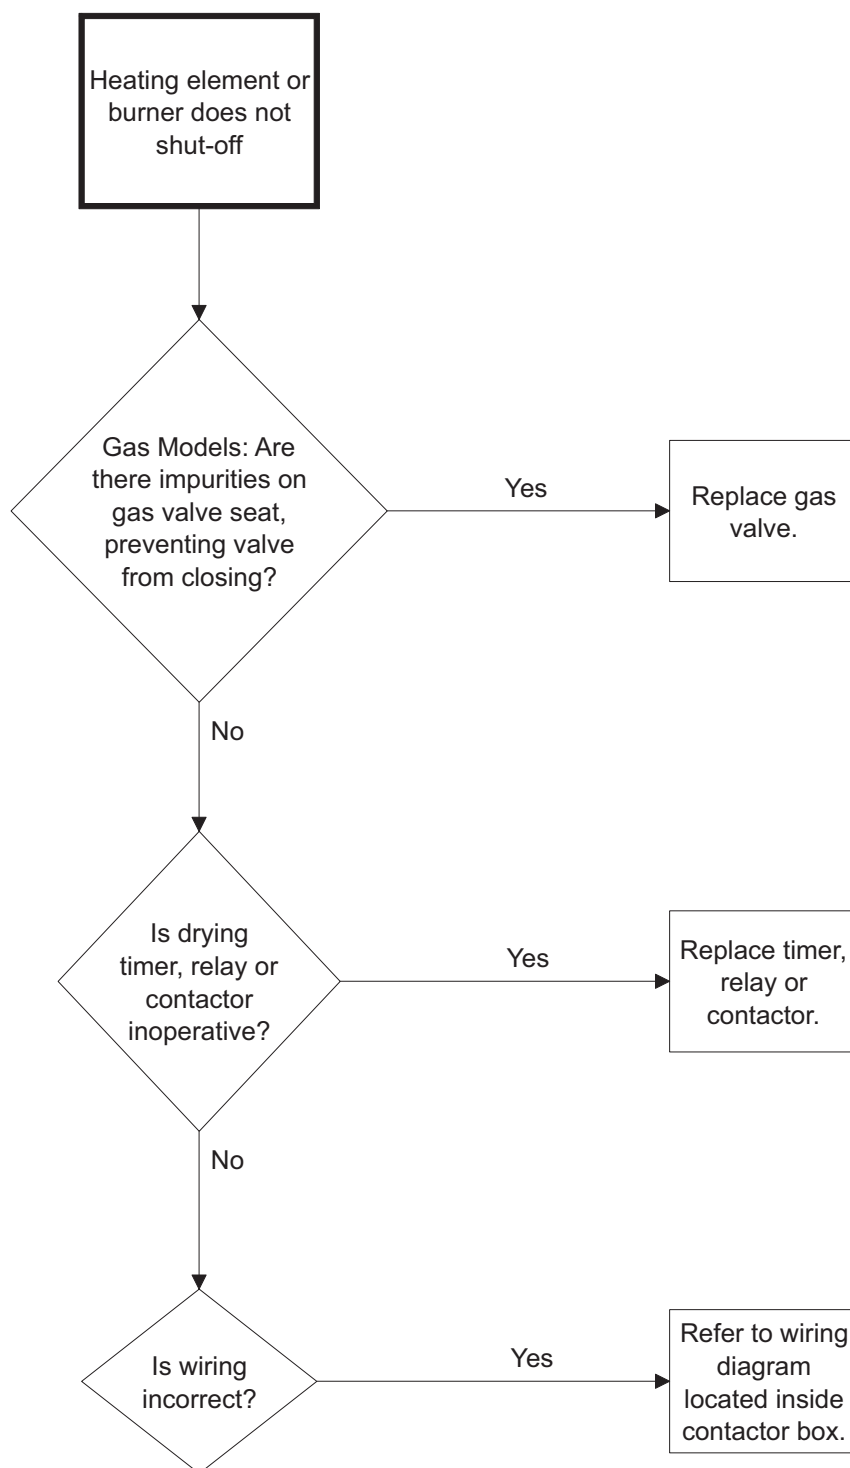 Heating element or
burner does not
shut-off
Gas Models: Are
there impurities on
gas valve seat,
preventing valve
from closing?
Yes
Replace gas
valve.
No
Is drying
timer, relay or
contactor
inoperative?
Yes
Replace timer,
relay or
contactor.
No
Is wiring
incorrect?
Yes
Refer to wiring
diagram
located inside
contactor box.